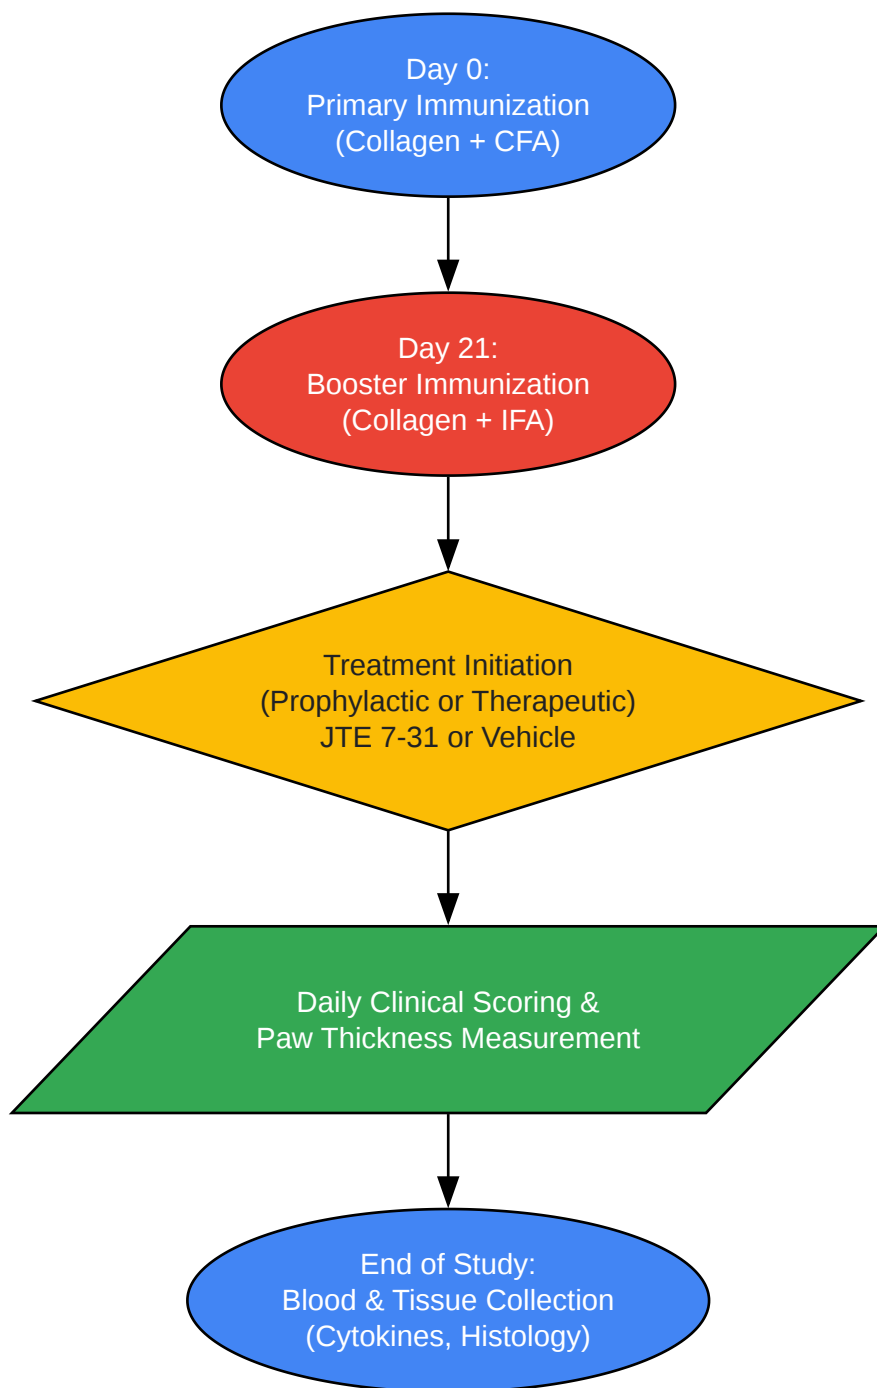 Day 0:
Primary Immunization
(Collagen + CFA)
Day 21:
Booster Immunization
(Collagen + IFA)
Treatment Initiation
(Prophylactic or Therapeutic)
JTE 7-31 or Vehicle
Daily Clinical Scoring &
Paw Thickness Measurement
End of Study:
Blood & Tissue Collection
(Cytokines, Histology)